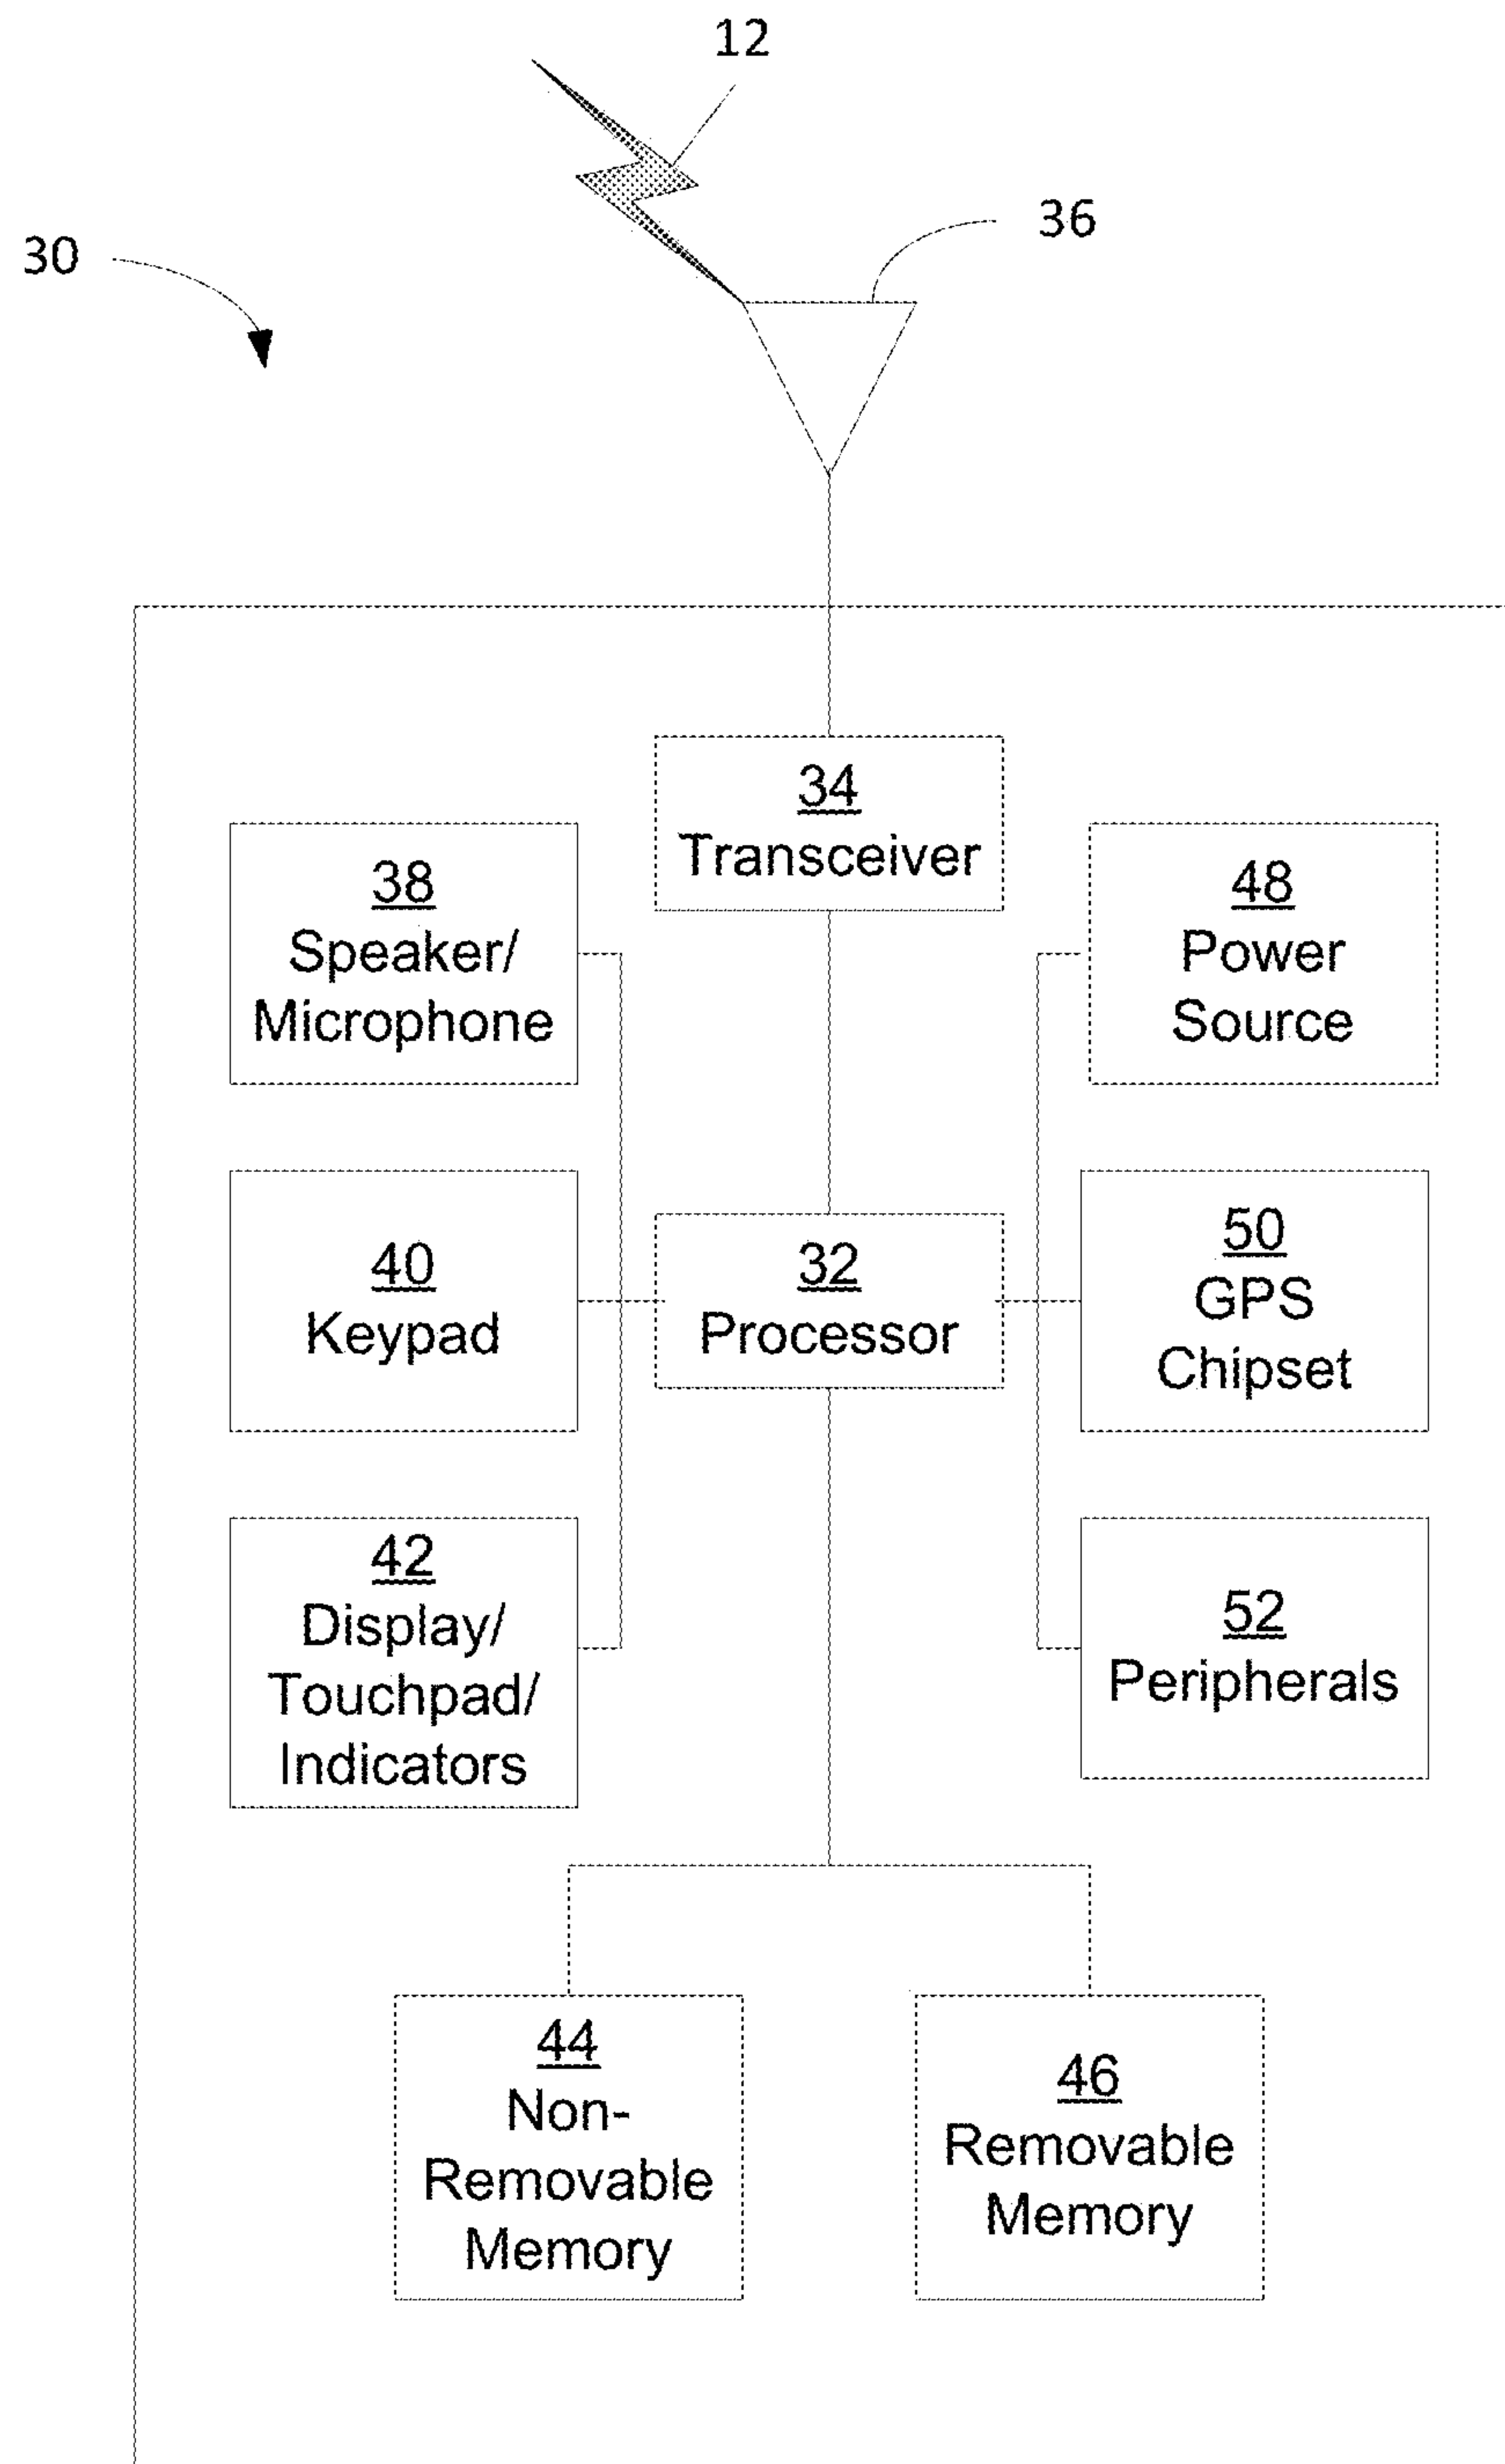 12
36
30
34
Transceiver
38
Speaker/
Microphone
48
Power
Source
40
Keypad
32
Processor
50
GPS
Chipset
42
Display/
Touchpad/
Indicators
52
Peripherals
44
Non-
Removable
Memory
46
Removable
Memory